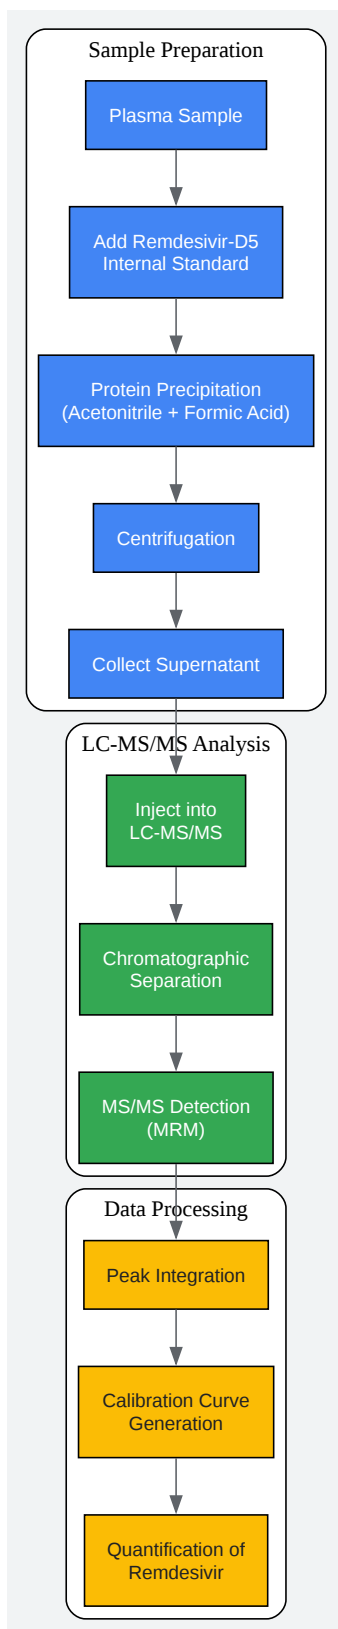 Sample Preparation
Plasma Sample
Add Remdesivir-D5
Internal Standard
Protein Precipitation
(Acetonitrile + Formic Acid)
Centrifugation
Collect Supernatant
LC-MS/MS Analysis
Inject into
LC-MS/MS
Chromatographic
Separation
MS/MS Detection
(MRM)
Data Processing
Peak Integration
Calibration Curve
Generation
Quantification of
Remdesivir